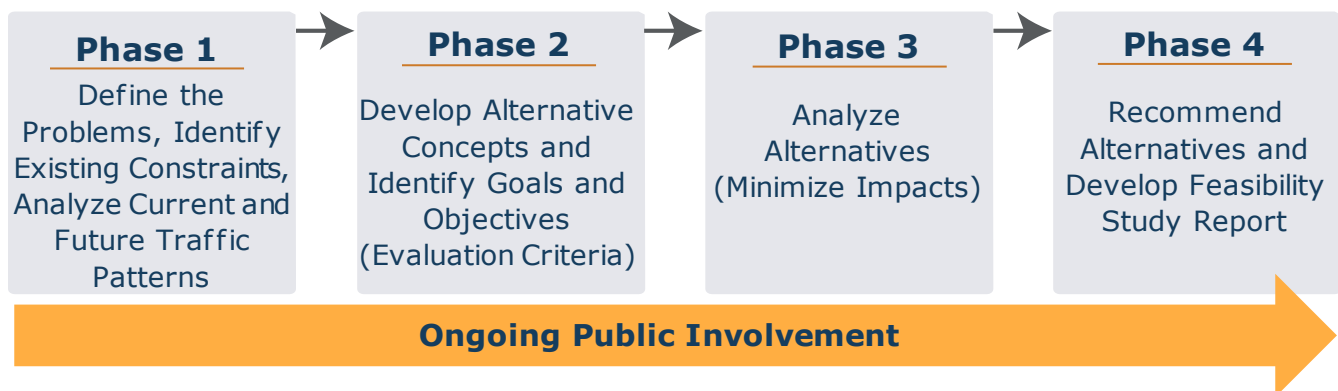 Phase 1
Define the
Problems, Identify
Existing Constraints,
Analyze Current and
Future Traffic
Patterns
Phase 2
Develop Alternative
Concepts and
Identify Goals and
Objectives
(Evaluation Criteria)
Phase 3
Analyze
Alternatives
(Minimize Impacts)
Phase 4
Recommend
Alternatives and
Develop Feasibility
Study Report
Ongoing Public Involvement